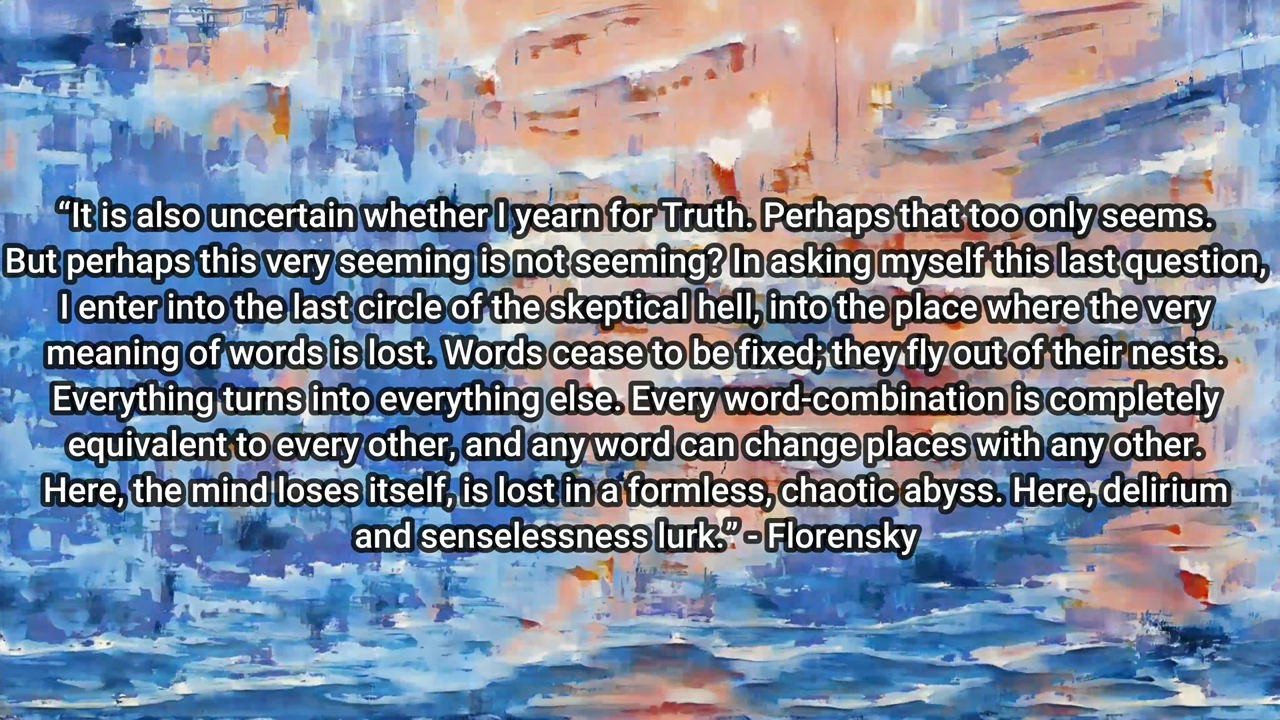 “It is also uncertain whether I yearn for Truth. Perhaps that too only seems.
But perhaps this very seeming is not seeming? In asking myself this last question,
I enter into the last circle of the skeptical hell, into the place where the very
meaning of words is lost. Words cease to be fixed; they fly out of their nests.
Everything turns into everything else. Every word-combination is completely
equivalent to every other, and any word can change places with any other.
Here, the mind loses itself, is lost in a formless, chaotic abyss. Here, delirium
and senselessness lurk.” - Florensky